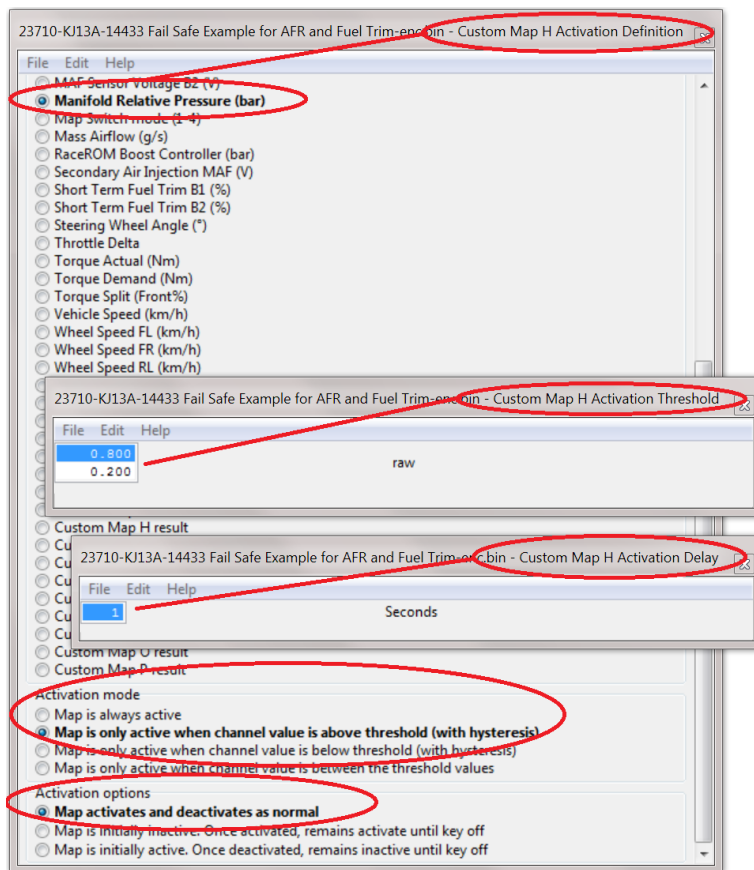 23710-KJ13A-14433 Fail Safe Example for AFR and Fuel Trim-enc.bin - Custom Map H Activation Definition
File Edit Help
MAF Sensor Voltage B2 (V)
Manifold Relative Pressure (bar)
Map Switch mode (1-4)
Mass Airflow (g/s)
RaceROM Boost Controller (bar)
Secondary Air Injection MAF (V)
Short Term Fuel Trim B1 (%)
Short Term Fuel Trim B2 (%)
Steering Wheel Angle (°)
Throttle Delta
Torque Actual (Nm)
Torque Demand (Nm)
Torque Split (Front%)
Vehicle Speed (km/h)
Wheel Speed FL (km/h)
Wheel Speed FR (km/h)
Wheel Speed RL (km/h)
23710-KJ13A-14433 Fail Safe Example for AFR and Fuel Trim-enc.bin - Custom Map H Activation Threshold
File Edit Help
0.800
0.200
raw
Custom Map H result
23710-KJ13A-14433 Fail Safe Example for AFR and Fuel Trim-enc.bin - Custom Map H Activation Delay
File Edit Help
1
Seconds
Custom Map O result
Custom Map P result
Activation mode
Map is always active
Map is only active when channel value is above threshold (with hysteresis)
Map is only active when channel value is below threshold (with hysteresis)
Map is only active when channel value is between the threshold values
Activation options
Map activates and deactivates as normal
Map is initially inactive. Once activated, remains activate until key off
Map is initially active. Once deactivated, remains inactive until key off